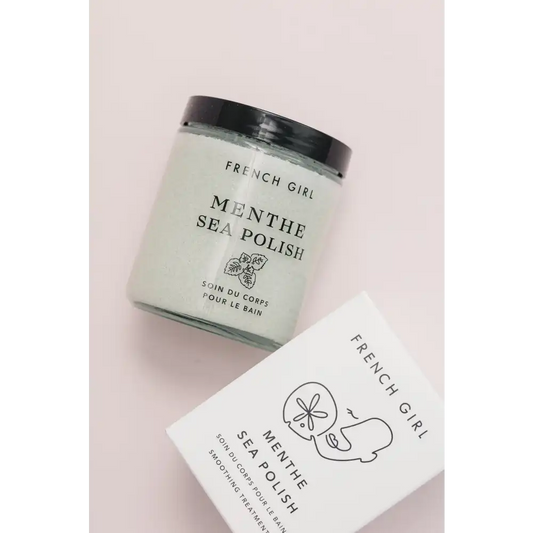 FRENCH GIRL
MENTHE
SEA POLISH
SOIN DU CORPS
POUR LE BAIN
FRENCH GIRL
MENTHE
SEA POLISH
SOIN DU CORPS POUR LE BAIN
SMOOTHING TREATMENT